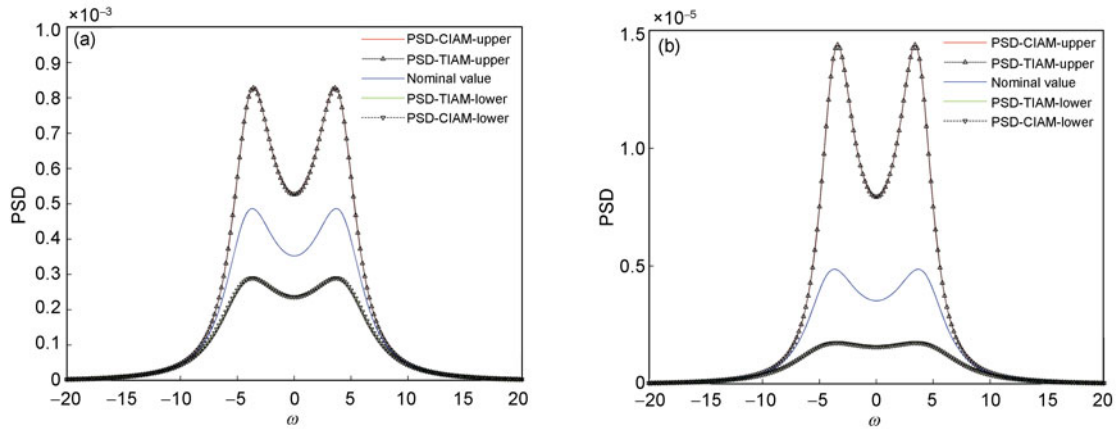 ×10⁻³
1.0
(a)
PSD-CIAM-upper
PSD-TIAM-upper
Nominal value
PSD-TIAM-lower
PSD-CIAM-lower
0.9
0.8
0.7
0.6
0.5
0.4
0.3
0.2
0.1
0
PSD
−20 −15 −10 −5 0 5 10 15 20
ω
×10⁻⁵
1.5
(b)
PSD-CIAM-upper
PSD-TIAM-upper
Nominal value
PSD-TIAM-lower
PSD-CIAM-lower
1.0
0.5
0
PSD
−20 −15 −10 −5 0 5 10 15 20
ω